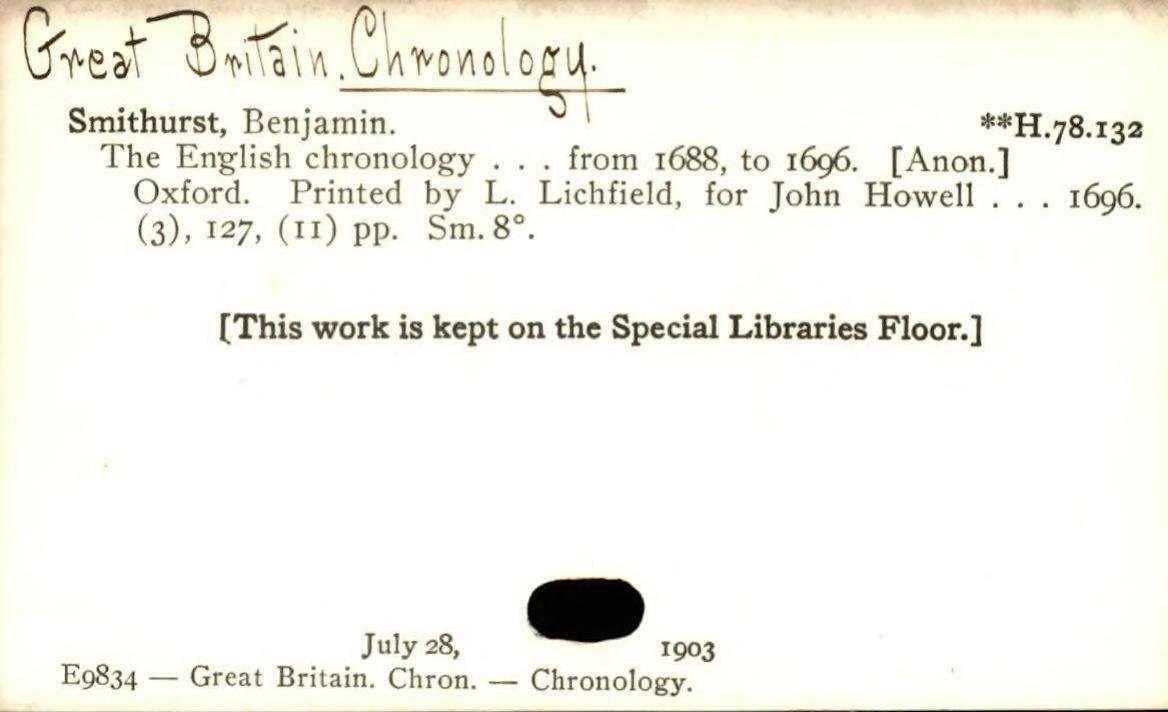 Great Britain. Chronology.
Smithurst, Benjamin. **H.78.132
The English chronology . . . from 1688, to 1696. [Anon.]
Oxford. Printed by L. Lichfield, for John Howell . . . 1696.
(3), 127, (11) pp. Sm. 8°.
[This work is kept on the Special Libraries Floor.]
July 28, 1903
E9834 — Great Britain. Chron. — Chronology.